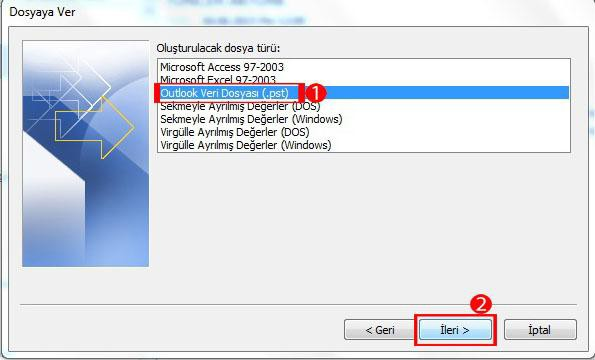 Dosyaya Ver
Oluşturulacak dosya türü:
Microsoft Access 97-2003
Microsoft Excel 97-2003
Outlook Veri Dosyası (.pst)
1
Sekmeyle Ayrılmış Değerler (DOS)
Sekmeyle Ayrılmış Değerler (Windows)
Virgülle Ayrılmış Değerler (DOS)
Virgülle Ayrılmış Değerler (Windows)
2
< Geri
İleri >
İptal